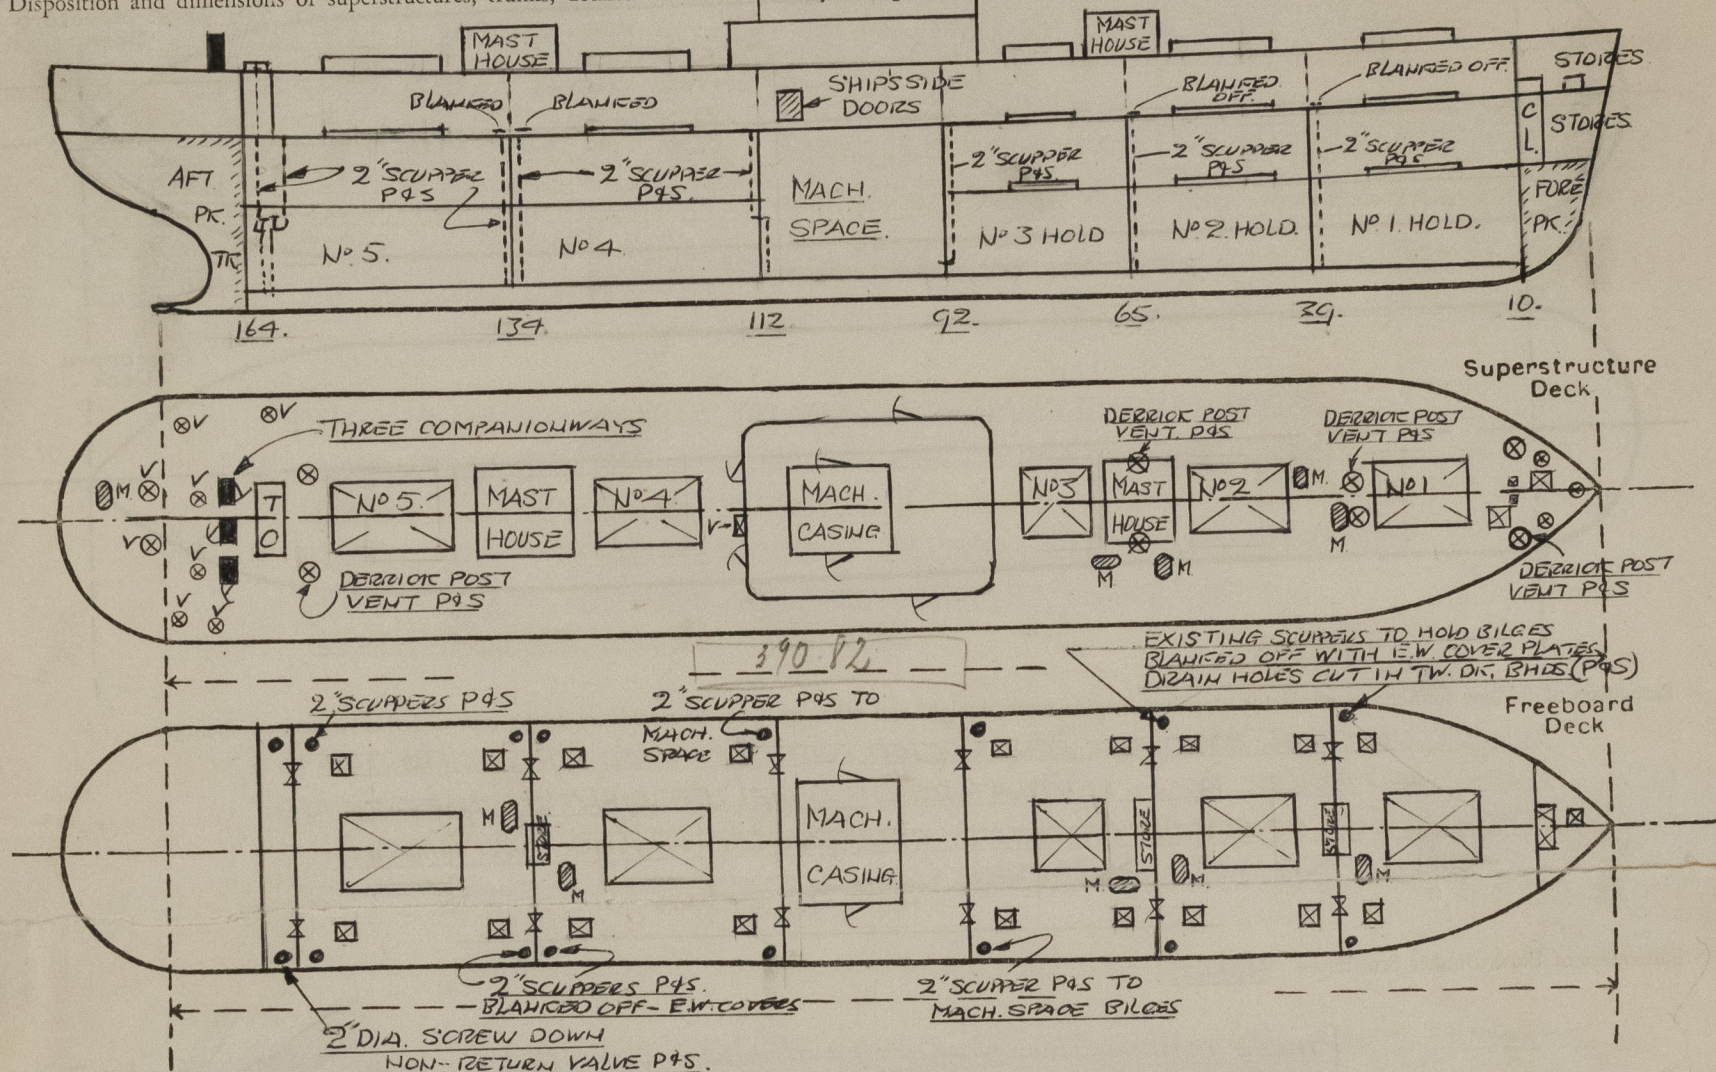 Disposition and dimensions of superstructures, trunks,
MAST
HOUSE
MAST
HOUSE
STORES
BLANKED
BLANKED
SHIP'S SIDE
DOORS
BLANKED
OFF.
BLANKED OFF.
C
L.
STORES.
AFT
PK.
TK.
2" SCUPPER
P&S
2" SCUPPER
P&S.
MACH.
SPACE.
2" SCUPPER
P&S.
2" SCUPPER
P&S
2" SCUPPER
P&S
FORE
PK.
No 5.
No 4.
No 3 HOLD
No 2. HOLD.
No. 1. HOLD.
164.
134.
112
92.
65.
39.
10.
Superstructure
Deck
V
V
THREE COMPANIONWAYS
DERRICK POST
VENT. P&S
DERRICK POST
VENT P&S
V
M.
V
T
O
No 5.
MAST
HOUSE
No 4.
V
MACH.
CASING
No 3
MAST
HOUSE
No 2
M.
No 1
V
V
V
V
M
M.
M.
DERRICK POST
VENT P&S
DERRICK POST
VENT P&S
390.82
EXISTING SCUPPERS TO HOLD BILGES
BLANKED OFF WITH E.W. COVER PLATES
DRAIN HOLES CUT IN TW. DK. BHDS. (P&S)
2" SCUPPERS P&S
2" SCUPPER P&S TO
MACH.
SPACE
Freeboard
Deck
M
STORE
M
MACH.
CASING
STORE
M
M
STORE
M
2" SCUPPERS P&S.
BLANKED OFF - E.W. COVERS
2" SCUPPER P&S TO
MACH. SPACE BILGES
2" DIA. SCREW DOWN
NON-RETURN VALVE P&S.